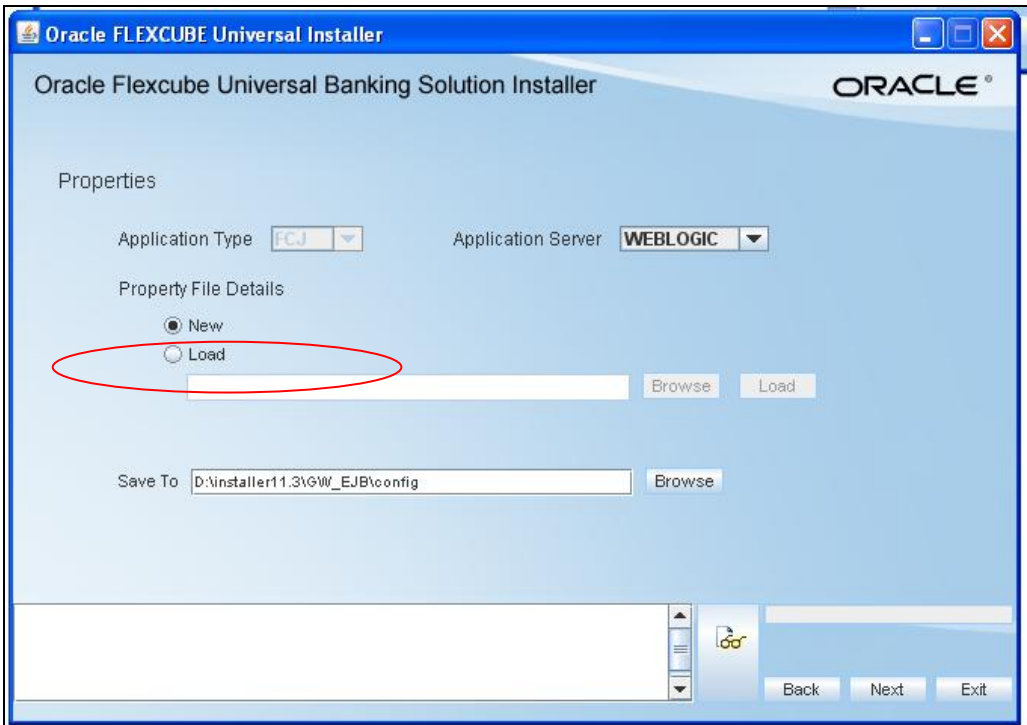 Oracle FLEXCUBE Universal Installer
Oracle Flexcube Universal Banking Solution Installer ORACLE®
Properties
Application Type FCJ Application Server WEBLOGIC
Property File Details
New
Load
Browse Load
Save To D:\installer11.3\GW_EJB\config Browse
Back Next Exit